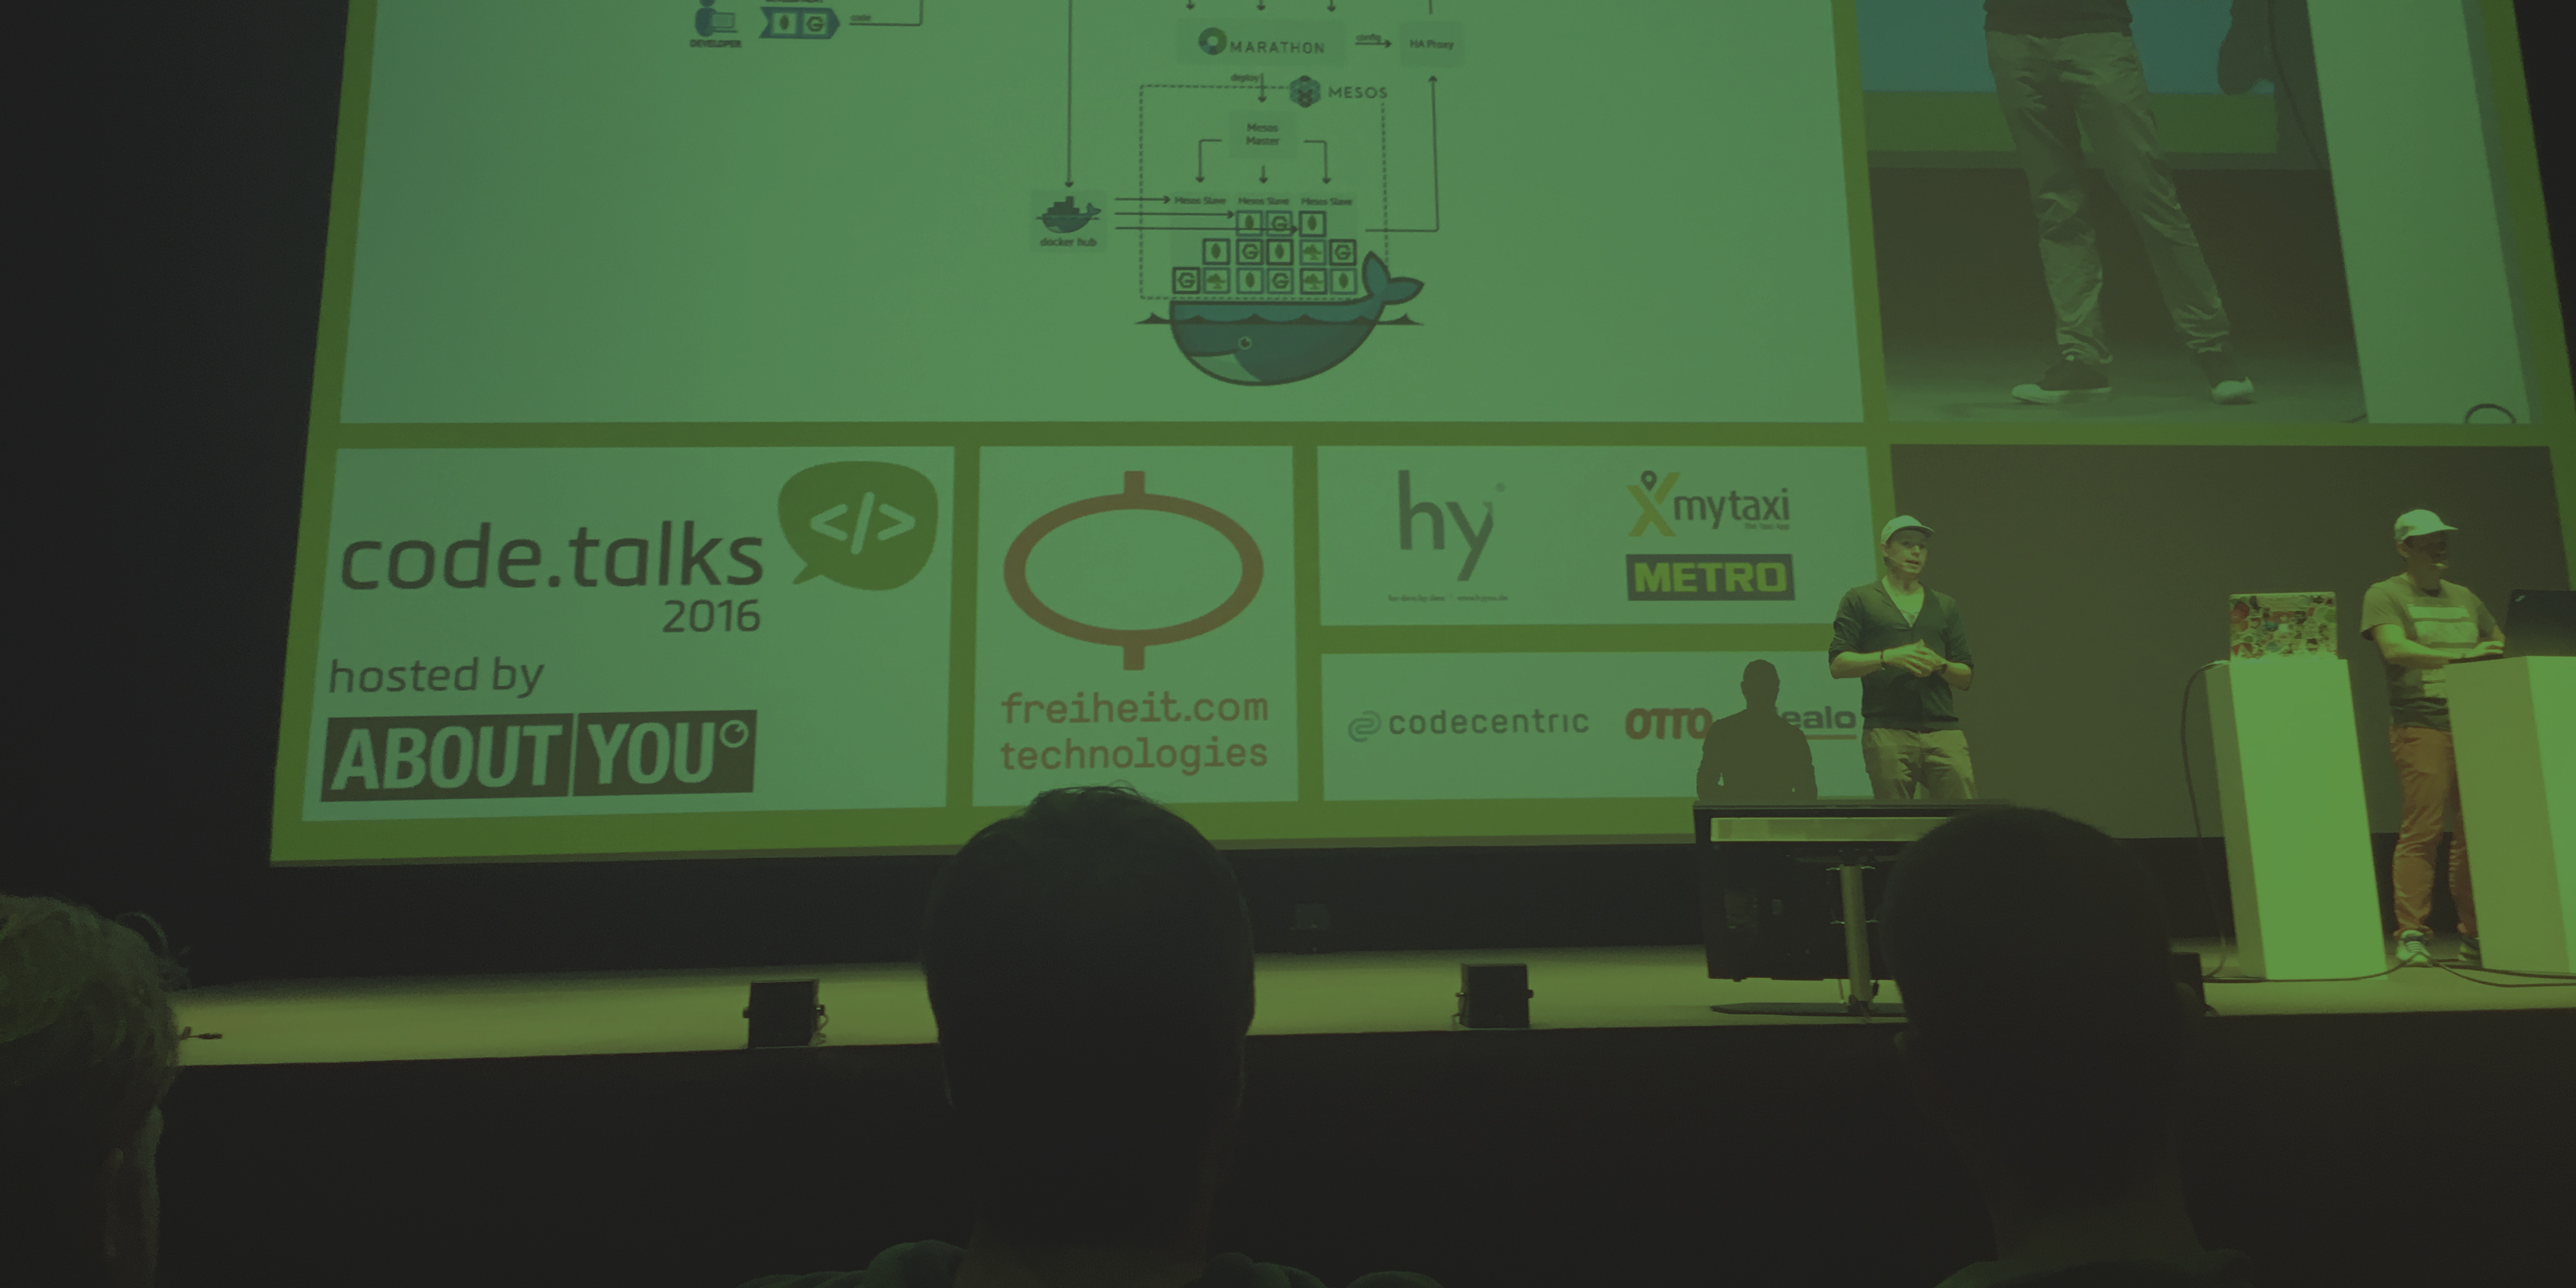 DEVELOPER
code
MARATHON
config
HA Proxy
deploy
MESOS
Mesos
Master
Mesos Slave
Mesos Slave
Mesos Slave
docker hub
code.talks
2016
hosted by
ABOUT YOU
freiheit.com
technologies
hy
mytaxi
METRO
codecentric
OTTO
ealo